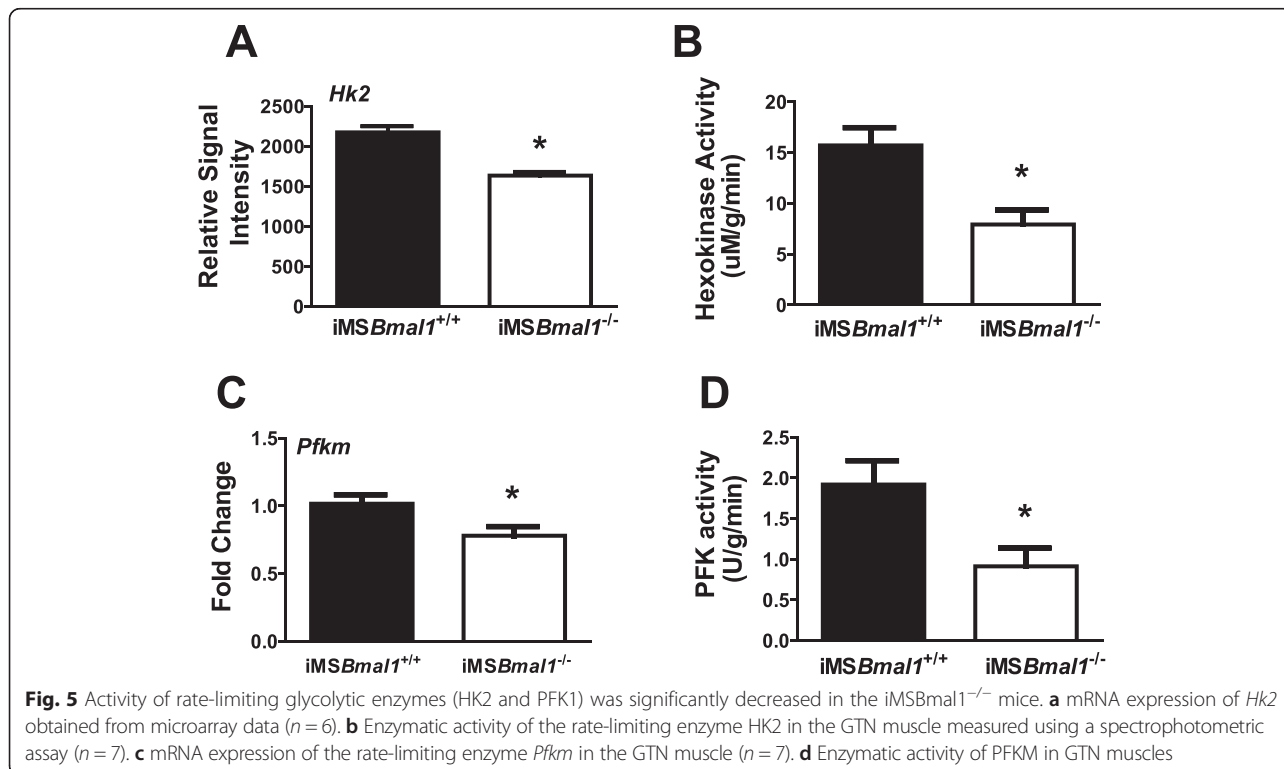 A
Hk2
Relative Signal
Intensity
2500
2000
1500
1000
500
0
*
iMSBmal1+/+ iMSBmal1-/-
B
Hexokinase Activity
(uM/g/min)
20
15
10
5
0
*
iMSBmal1+/+ iMSBmal1-/-
C
Pfkm
Fold Change
1.5
1.0
0.5
0.0
*
iMSBmal1+/+ iMSBmal1-/-
D
PFK activity
(U/g/min)
2.5
2.0
1.5
1.0
0.5
0.0
*
iMSBmal1+/+ iMSBmal1-/-
Fig. 5 Activity of rate-limiting glycolytic enzymes (HK2 and PFK1) was significantly decreased in the iMSBmal1−/− mice. a mRNA expression of Hk2
obtained from microarray data (n = 6). b Enzymatic activity of the rate-limiting enzyme HK2 in the GTN muscle measured using a spectrophotometric
assay (n = 7). c mRNA expression of the rate-limiting enzyme Pfkm in the GTN muscle (n = 7). d Enzymatic activity of PFKM in GTN muscles